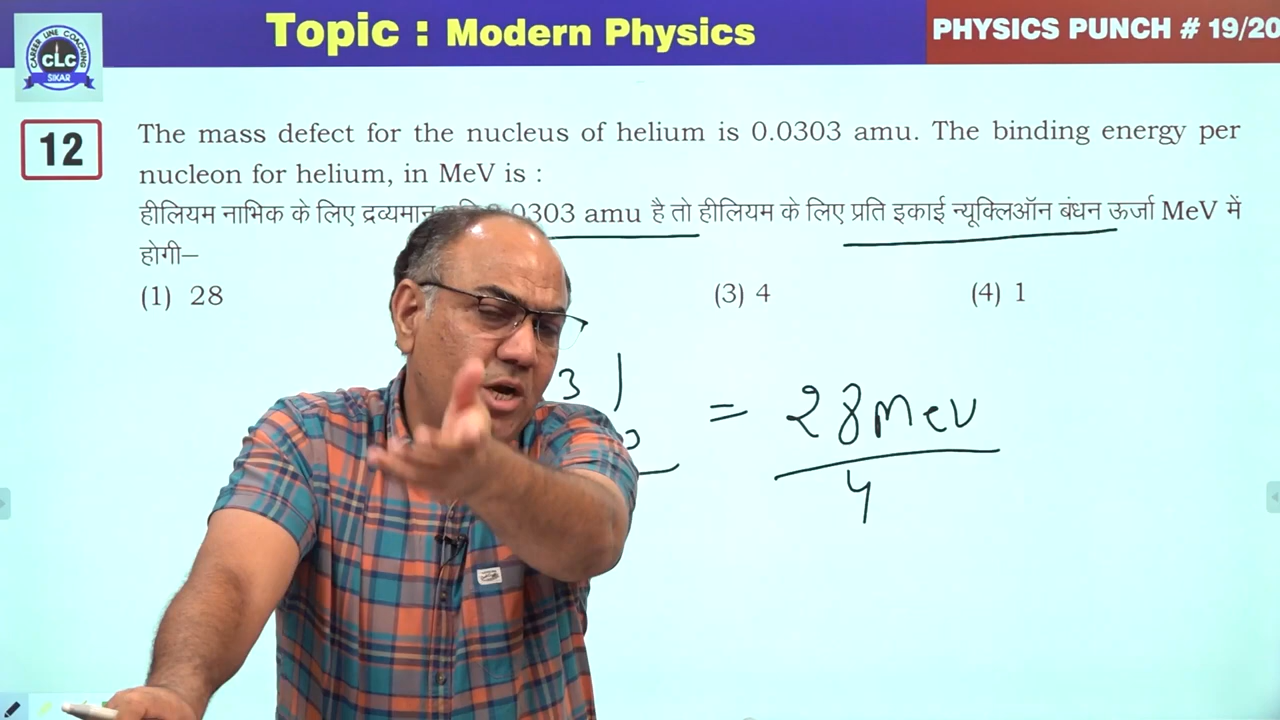 Topic : Modern Physics
PHYSICS PUNCH # 19/20
CAREER LINE COACHING
CLC
SIKAR
12
The mass defect for the nucleus of helium is 0.0303 amu. The binding energy per
nucleon for helium, in MeV is :
हीलियम नाभिक के लिए द्रव्यमान 0.0303 amu है तो हीलियम के लिए प्रति इकाई न्यूक्लिऑन बंधन ऊर्जा MeV में
होगी–
(1) 28
(3) 4
(4) 1
31
= 28 MeV
4